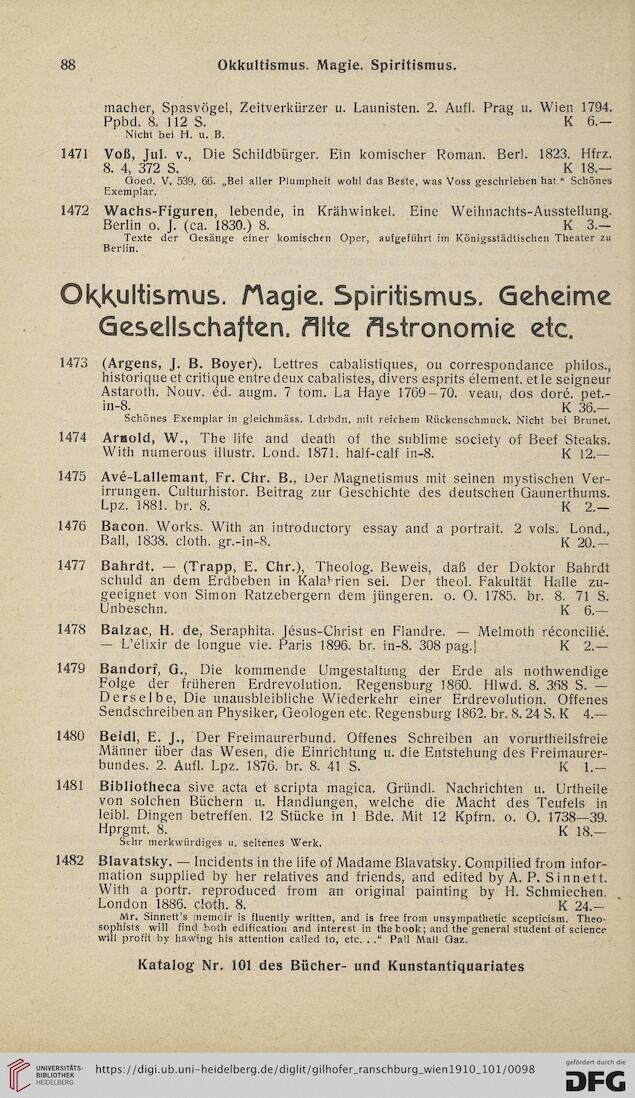 88 Okkultismus. Magie. Spiritismus.
macher, Spasvögel, Zeitverkürzer u. Launisten. 2. Aufl. Prag u. Wien 1794.
Ppbd. 8. 112 S. K 6.—
Nicht bei H. u. B.
1471 Voß, Jul. v., Die Schildbürger. Ein komischer Roman. Berl. 1823. Hfrz.
8. 4, 372 S. K 18.—
Goed. V. 539, 66. „Bei aller Plumpheit wohl das Beste, was Voss geschrieben hat.“ Schönes
Exemplar.
1472 Wachs-Figuren, lebende, in Krähwinkel. Eine Weihnachts-Ausstellung.
Berlin o. J. (ca. 1830.) 8. K 3.—
Texte der Gesänge einer komischen Oper, aufgeführt im Königsstädtischen Theater zu
Berlin.
Okkultismus. Magie. Spiritismus. Geheime
Gesellschaften. Alte Astronomie etc.
1473 (Argens, J. B. Boyer). Lettres cabalistiques, ou correspondance philos.,
historique et critique entre deux cabalistes, divers esprits élement. et le seigneur
Astaroth. Nouv. éd. augm. 7 tom. La Haye 1769–70. veau, dos doré. pet.-
in-8. K 36.—
Schönes Exemplar in gleichmäss. Ldrbdn. mit reichem Rückenschmuck. Nicht bei Brunet.
1474 Arnold, W., The life and death of the sublime society of Beef Steaks.
With numerous illustr. Lond. 1871. half-calf in-8. K 12.—
1475 Avé-Lallemant, Fr. Chr. B., Der Magnetismus mit seinen mystischen Ver-
irrungen. Culturhistor. Beitrag zur Geschichte des deutschen Gaunerthums.
Lpz. 1881. br. 8. K 2.—
1476 Bacon. Works. With an introductory essay and a portrait. 2 vols. Lond.,
Ball, 1838. cloth. gr.-in-8. K 20.—
1477 Bahrdt. — (Trapp, E. Chr.), Theolog. Beweis, daß der Doktor Bahrdt
schuld an dem Erdbeben in Kalabrien sei. Der theol. Fakultät Halle zu-
geeignet von Simon Ratzebergern dem jüngeren. o. O. 1785. br. 8. 71 S.
Unbeschn. K 6.—
1478 Balzac, H. de, Seraphita. Jésus-Christ en Flandre. — Melmoth réconcilié.
— L'élixir de longue vie. Paris 1896. br. in-8. 308 pag.] K 2.—
1479 Bandorf, G., Die kommende Umgestaltung der Erde als nothwendige
Folge der früheren Erdrevolution. Regensburg 1860. Hlwd. 8. 368 S. —
Derselbe, Die unausbleibliche Wiederkehr einer Erdrevolution. Offenes
Sendschreiben an Physiker, Geologen etc. Regensburg 1862. br. 8. 24 S. K 4.—
1480 Beidl, E. J., Der Freimaurerbund. Offenes Schreiben an vorurtheilsfreie
Männer über das Wesen, die Einrichtung u. die Entstehung des Freimaurer-
bundes. 2. Aufl. Lpz. 1876. br. 8. 41 S. K 1.—
1481 Bibliotheca sive acta et scripta magica. Gründl. Nachrichten u. Urtheile
von solchen Büchern u. Handlungen, welche die Macht des Teufels in
leibl. Dingen betreffen. 12 Stücke in 1 Bde. Mit 12 Kpfrn. o. O. 1738—39.
Hprgmt. 8. K 18.—
Sehr merkwürdiges u. seltenes Werk.
1482 Blavatsky. — Incidents in the life of Madame Blavatsky. Compilied from infor-
mation supplied by her relatives and friends, and edited by A. P. Sinnett.
With a portr. reproduced from an original painting by H. Schmiechen.
London 1886. cloth. 8. K 24.—
Mr. Sinnett's memoir is fluently written, and is free from unsympathetic scepticism. Theo-
sophists will find both edification and interest in the book; and the general student of science
will profit by having his attention called to, etc. . .“ Pall Mall Gaz.
Katalog Nr. 101 des Bücher- und Kunstantiquariates
UNIVERSITÄTS-
BIBLIOTHEK
HEIDELBERG
https://digi.ub.uni-heidelberg.de/diglit/gilhofer_ranschburg_wien1910_101/0098
gefördert durch die
DFG